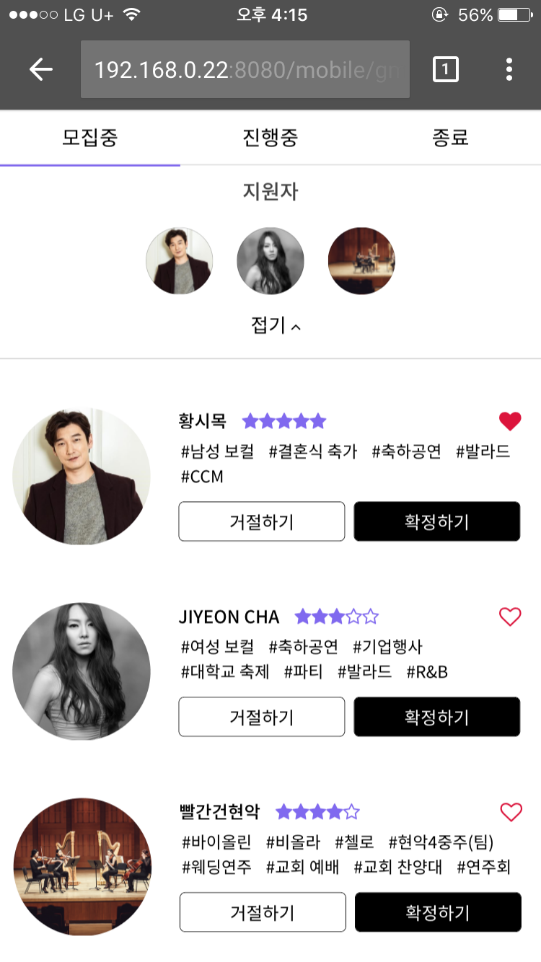 LG U+ 오후 4:15 56%
192.168.0.22:8080/mobile/gn 1
모집중 진행중 종료
지원자
접기
황시목
#남성 보컬 #결혼식 축가 #축하공연 #발라드
#CCM
거절하기 확정하기
JIYEON CHA
#여성 보컬 #축하공연 #기업행사
#대학교 축제 #파티 #발라드 #R&B
거절하기 확정하기
빨간건현악
#바이올린 #비올라 #첼로 #현악4중주(팀)
#웨딩연주 #교회 예배 #교회 찬양대 #연주회
거절하기 확정하기